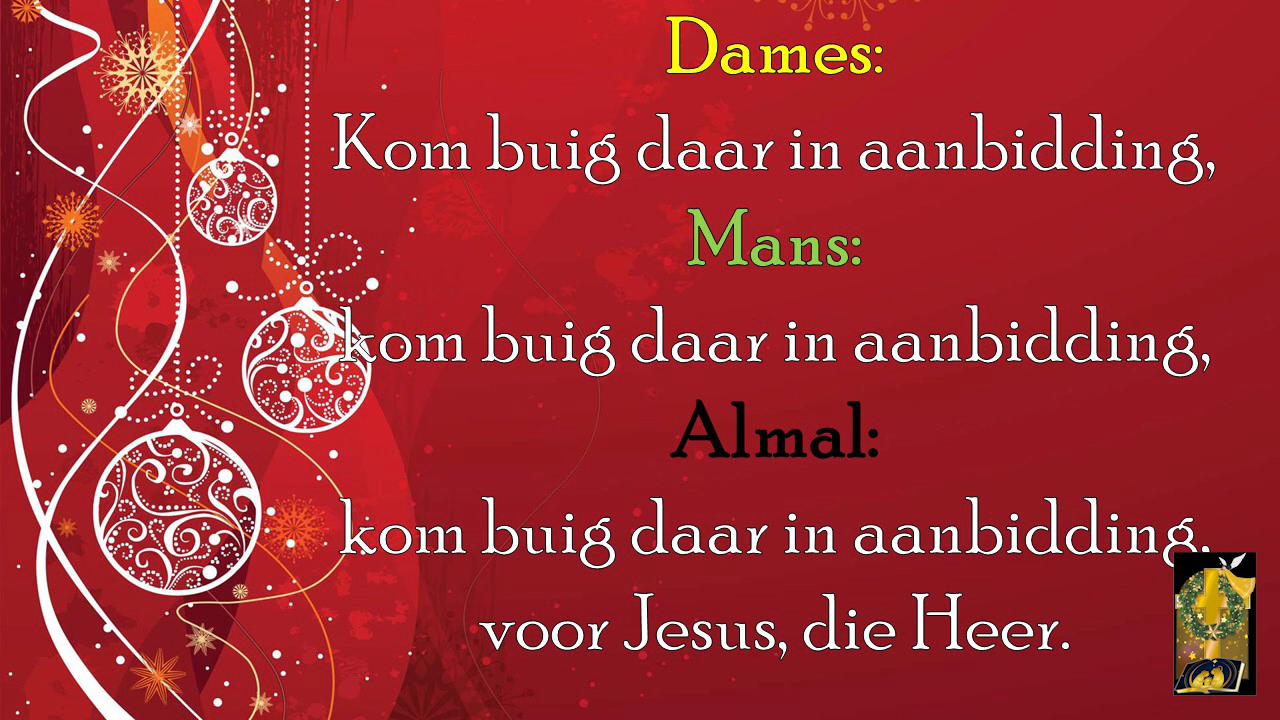 Dames:
Kom buig daar in aanbidding,
Mans:
kom buig daar in aanbidding,
Almal:
kom buig daar in aanbidding,
voor Jesus, die Heer.